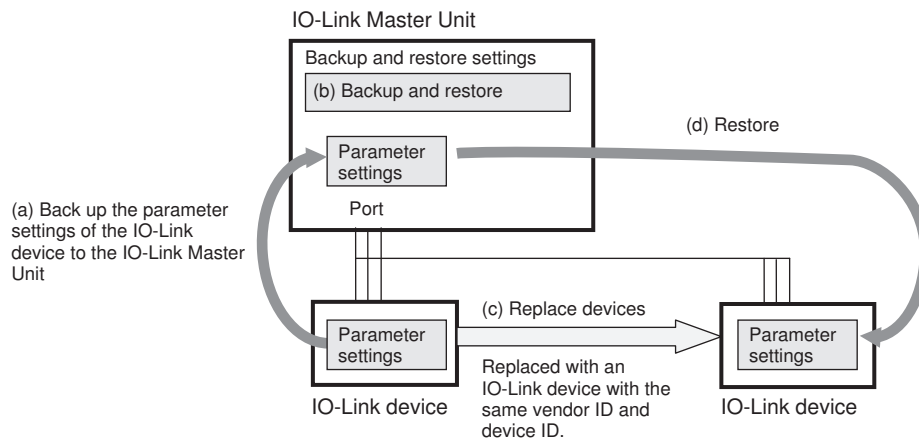 IO-Link Master Unit
Backup and restore settings
(b) Backup and restore
(d) Restore
Parameter
settings
(a) Back up the parameter
settings of the IO-Link
device to the IO-Link Master
Unit
Port
(c) Replace devices
Parameter
settings
Parameter
settings
Replaced with an
IO-Link device with the
same vendor ID and
device ID.
IO-Link device
IO-Link device